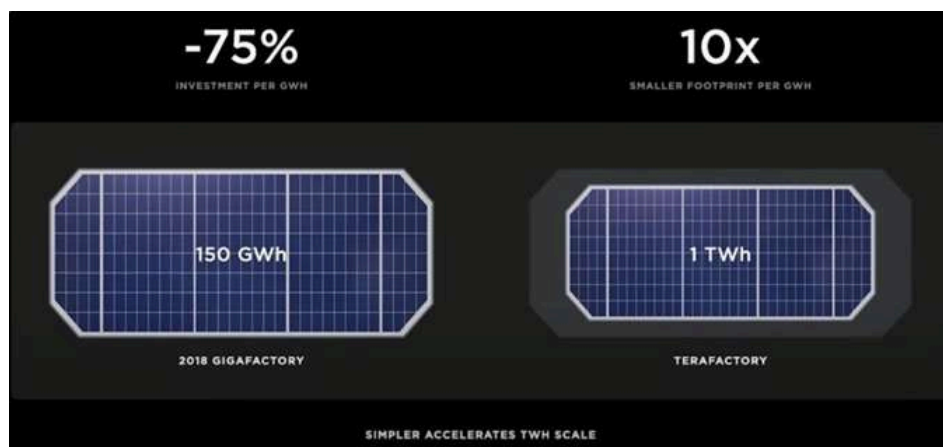 -75%
INVESTMENT PER GWH
10x
SMALLER FOOTPRINT PER GWH
150 GWh
2018 GIGAFACTORY
1 TWh
TERAFACTORY
SIMPLER ACCELERATES TWH SCALE